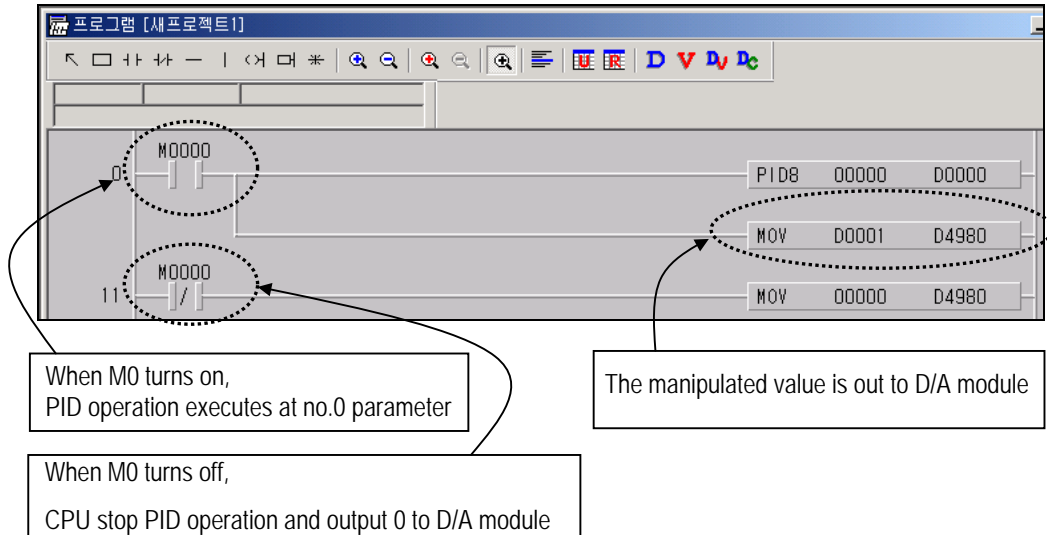 프로그램 [새프로젝트1]
U R D V DV DC
M0000
0 PID8 00000 D0000
MOV D0001 D4980
M0000
11 MOV 00000 D4980
When M0 turns on,
PID operation executes at no.0 parameter
The manipulated value is out to D/A module
When M0 turns off,
CPU stop PID operation and output 0 to D/A module